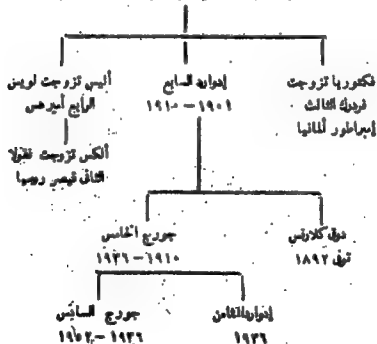 فكتوريا تزوجت
فردرك الثالث
إمبراطور ألمانيا
إدوارد السابع
١٩٠١ – ١٩١٠
أليس تزوجت لويس
الرابع أمير هس
ألكس تزوجت نقولا
الثاني قيصر روسيا
دوق كلارنس
توفي ١٨٩٢
جورج الخامس
١٩١٠ – ١٩٣٦
إدوارد الثامن
١٩٣٦
جورج السادس
١٩٣٦ – ١٩٥٢